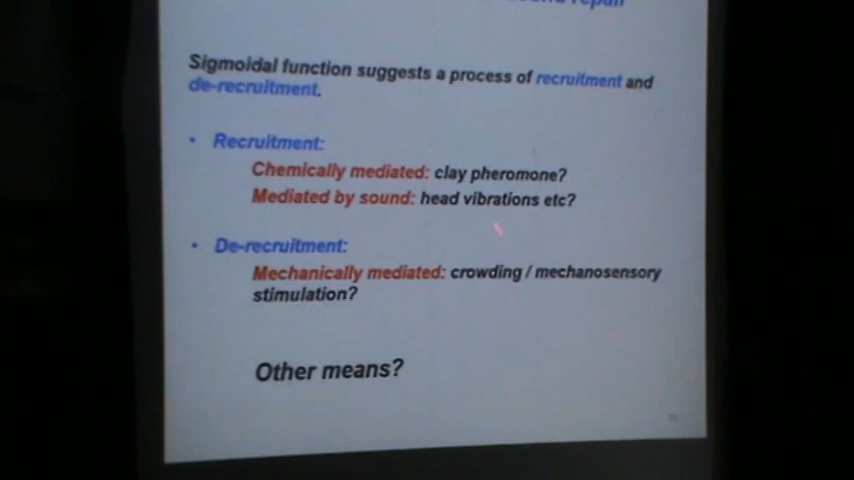 repair
Sigmoidal function suggests a process of recruitment and
de-recruitment.
• Recruitment:
Chemically mediated: clay pheromone?
Mediated by sound: head vibrations etc?
• De-recruitment:
Mechanically mediated: crowding / mechanosensory
stimulation?
Other means?